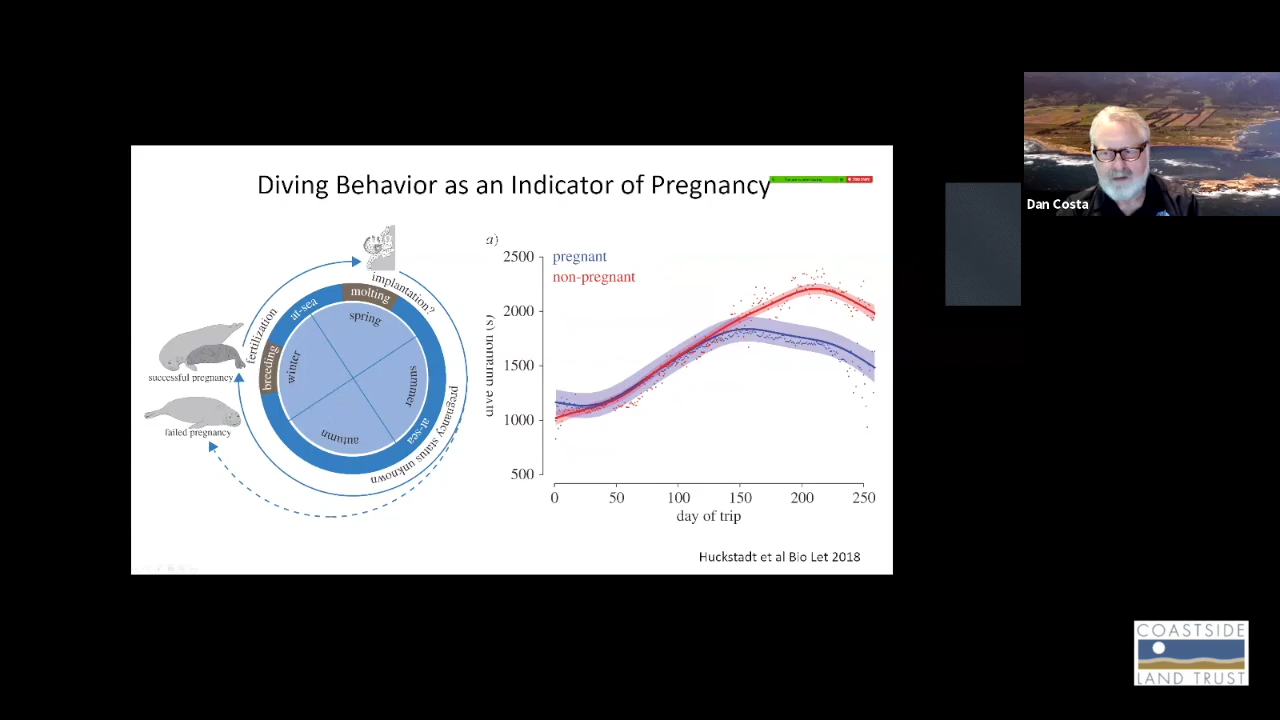 Diving Behavior as an Indicator of Pregnancy
implantation?
molting
at-sea
spring
fertilization
winter
breeding
summer
at-sea
autumn
pregnancy status unknown
successful pregnancy
failed pregnancy
a)
pregnant
non-pregnant
2500
2000
1500
1000
500
dive duration (s)
0 50 100 150 200 250
day of trip
Huckstadt et al Bio Let 2018
Dan Costa
COASTSIDE
LAND TRUST